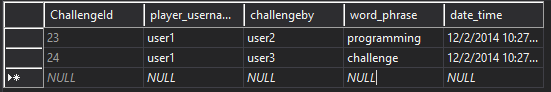 ChallengeId player_userna... challengeby word_phrase date_time
23 user1 user2 programming 12/2/2014 10:27...
24 user1 user3 challenge 12/2/2014 10:27...
NULL NULL NULL NULL NULL